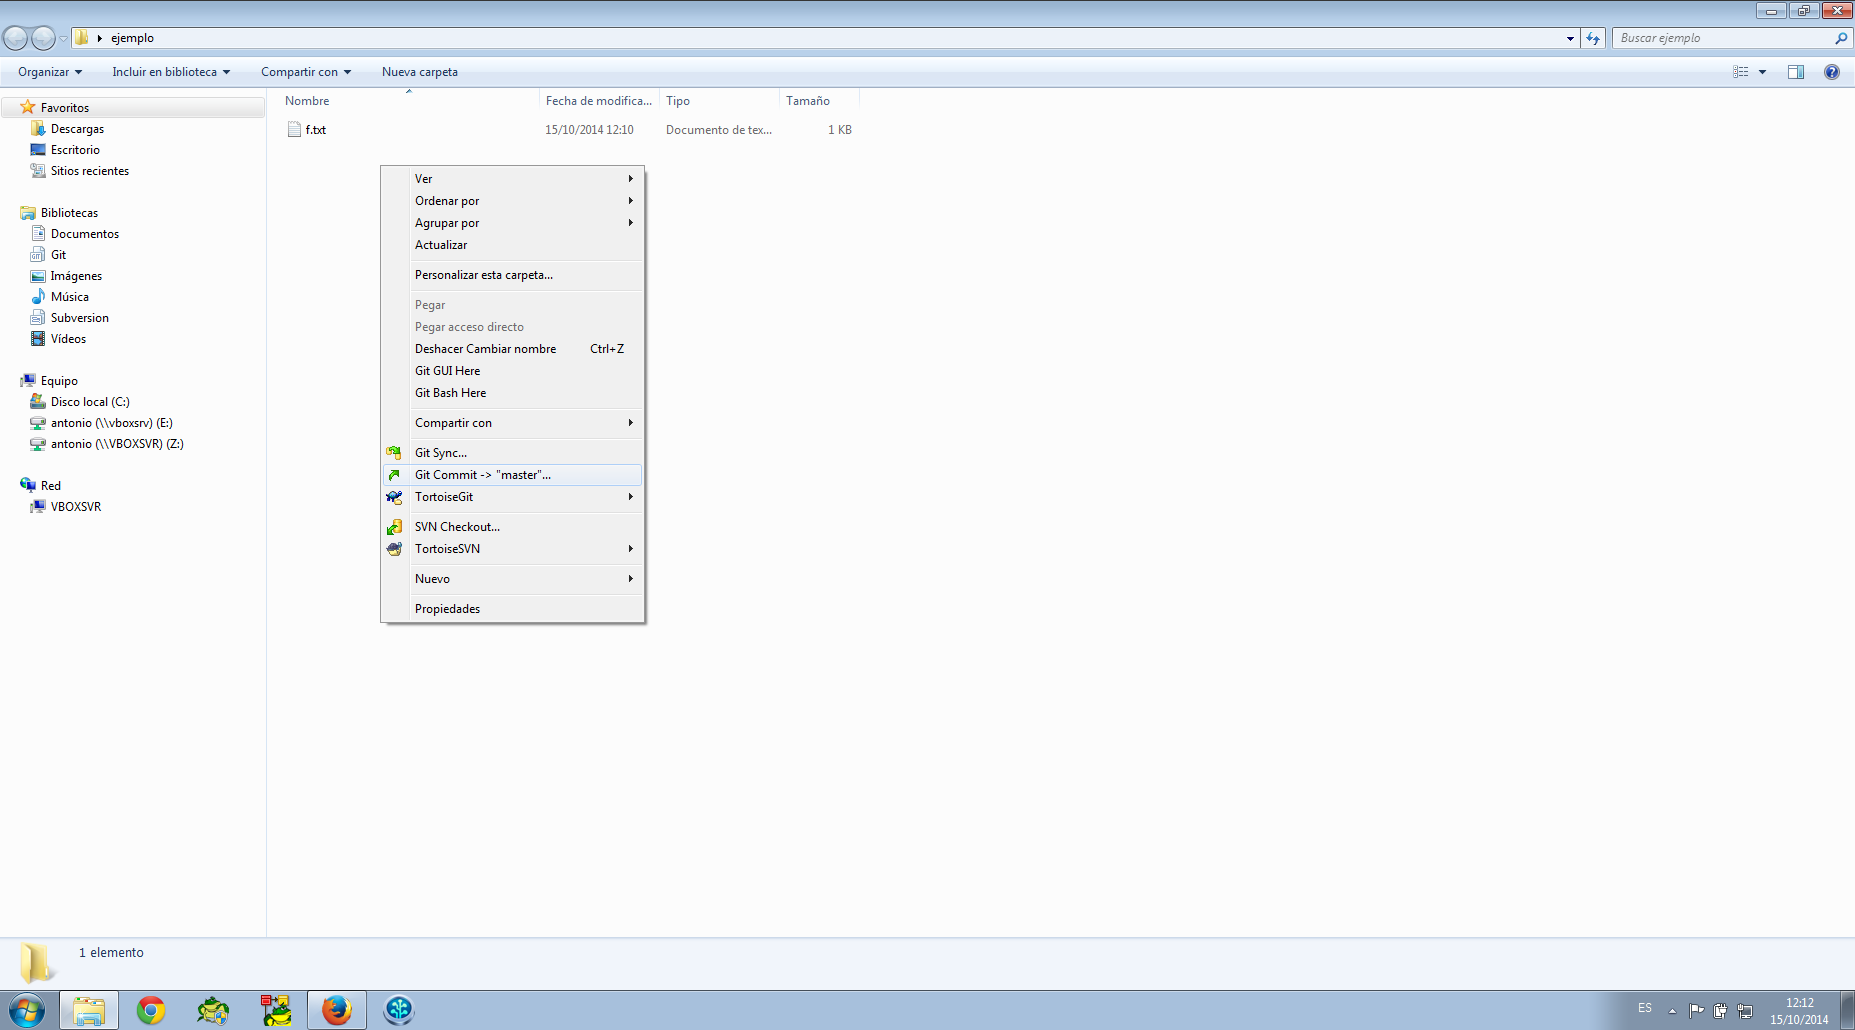 ejemplo
Buscar ejemplo
Organizar
Incluir en biblioteca
Compartir con
Nueva carpeta
Favoritos
Descargas
Escritorio
Sitios recientes
Bibliotecas
Documentos
Git
Imágenes
Música
Subversion
Vídeos
Equipo
Disco local (C:)
antonio (\\vboxsrv) (E:)
antonio (\\VBOXSVR) (Z:)
Red
VBOXSVR
Nombre Fecha de modifica... Tipo Tamaño
f.txt 15/10/2014 12:10 Documento de tex... 1 KB
Ver
Ordenar por
Agrupar por
Actualizar
Personalizar esta carpeta...
Pegar
Pegar acceso directo
Deshacer Cambiar nombre Ctrl+Z
Git GUI Here
Git Bash Here
Compartir con
Git Sync...
Git Commit -> "master"...
TortoiseGit
SVN Checkout...
TortoiseSVN
Nuevo
Propiedades
1 elemento
ES
12:12
15/10/2014